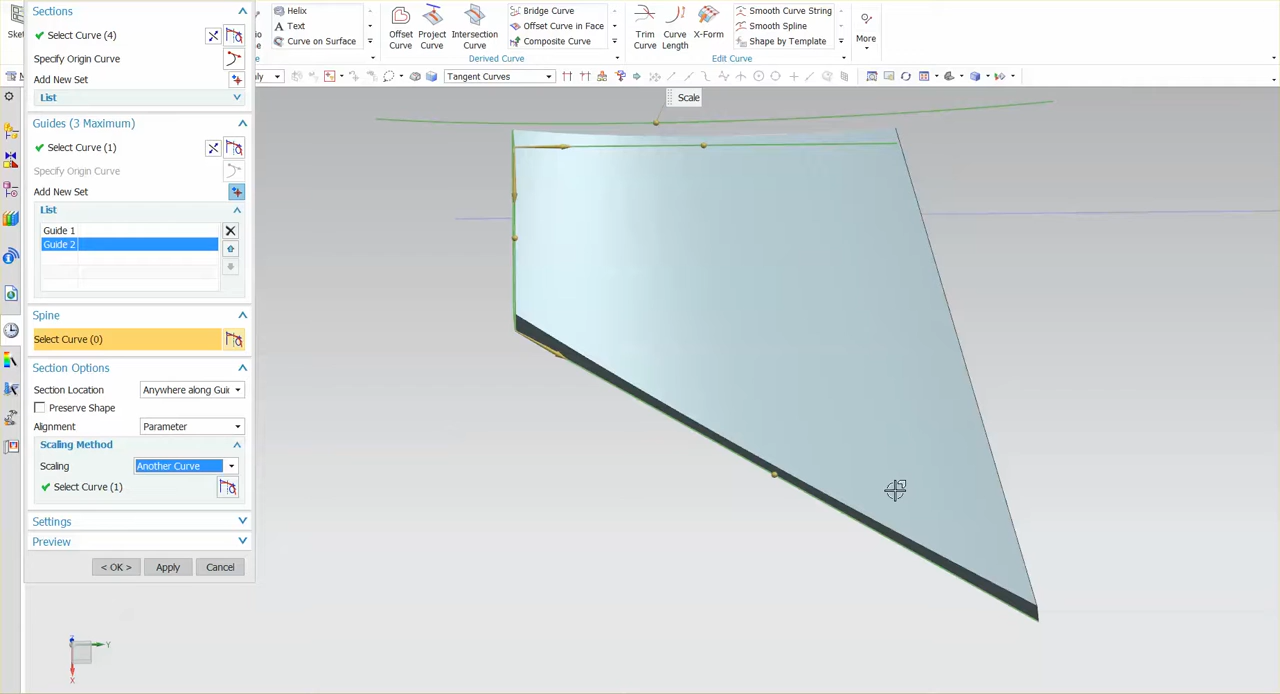 Sections
Select Curve (4)
Specify Origin Curve
Add New Set
List
Guides (3 Maximum)
Select Curve (1)
Specify Origin Curve
Add New Set
List
Guide 1
Guide 2
Spine
Select Curve (0)
Section Options
Section Location
Anywhere along Gui
Preserve Shape
Alignment
Parameter
Scaling Method
Scaling
Another Curve
Select Curve (1)
Settings
Preview
< OK >
Apply
Cancel
Helix
Text
Curve on Surface
Offset
Curve
Project
Curve
Intersection
Curve
Bridge Curve
Offset Curve in Face
Composite Curve
Derived Curve
Trim
Curve
Curve
Length
X-Form
Smooth Curve String
Smooth Spline
Shape by Template
Edit Curve
More
Tangent Curves
Scale
Y
X